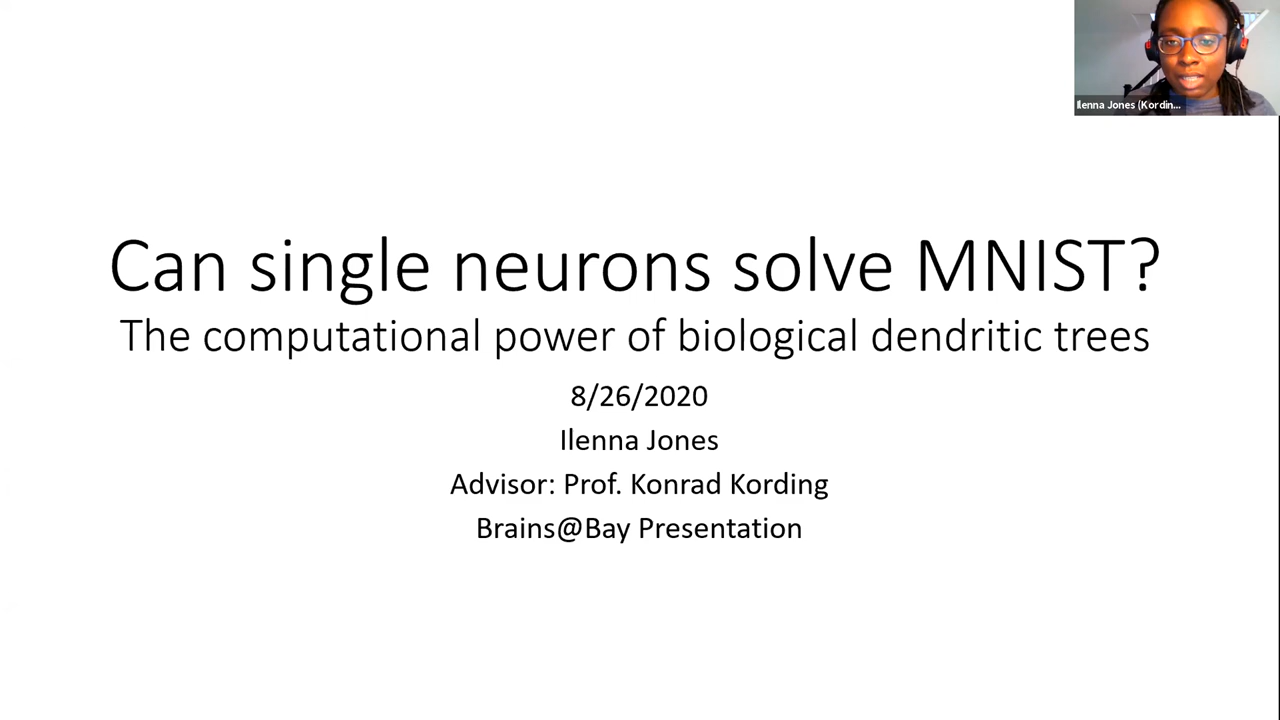 Ilenna Jones (Kordin...
Can single neurons solve MNIST?
The computational power of biological dendritic trees
8/26/2020
Ilenna Jones
Advisor: Prof. Konrad Kording
Brains@Bay Presentation